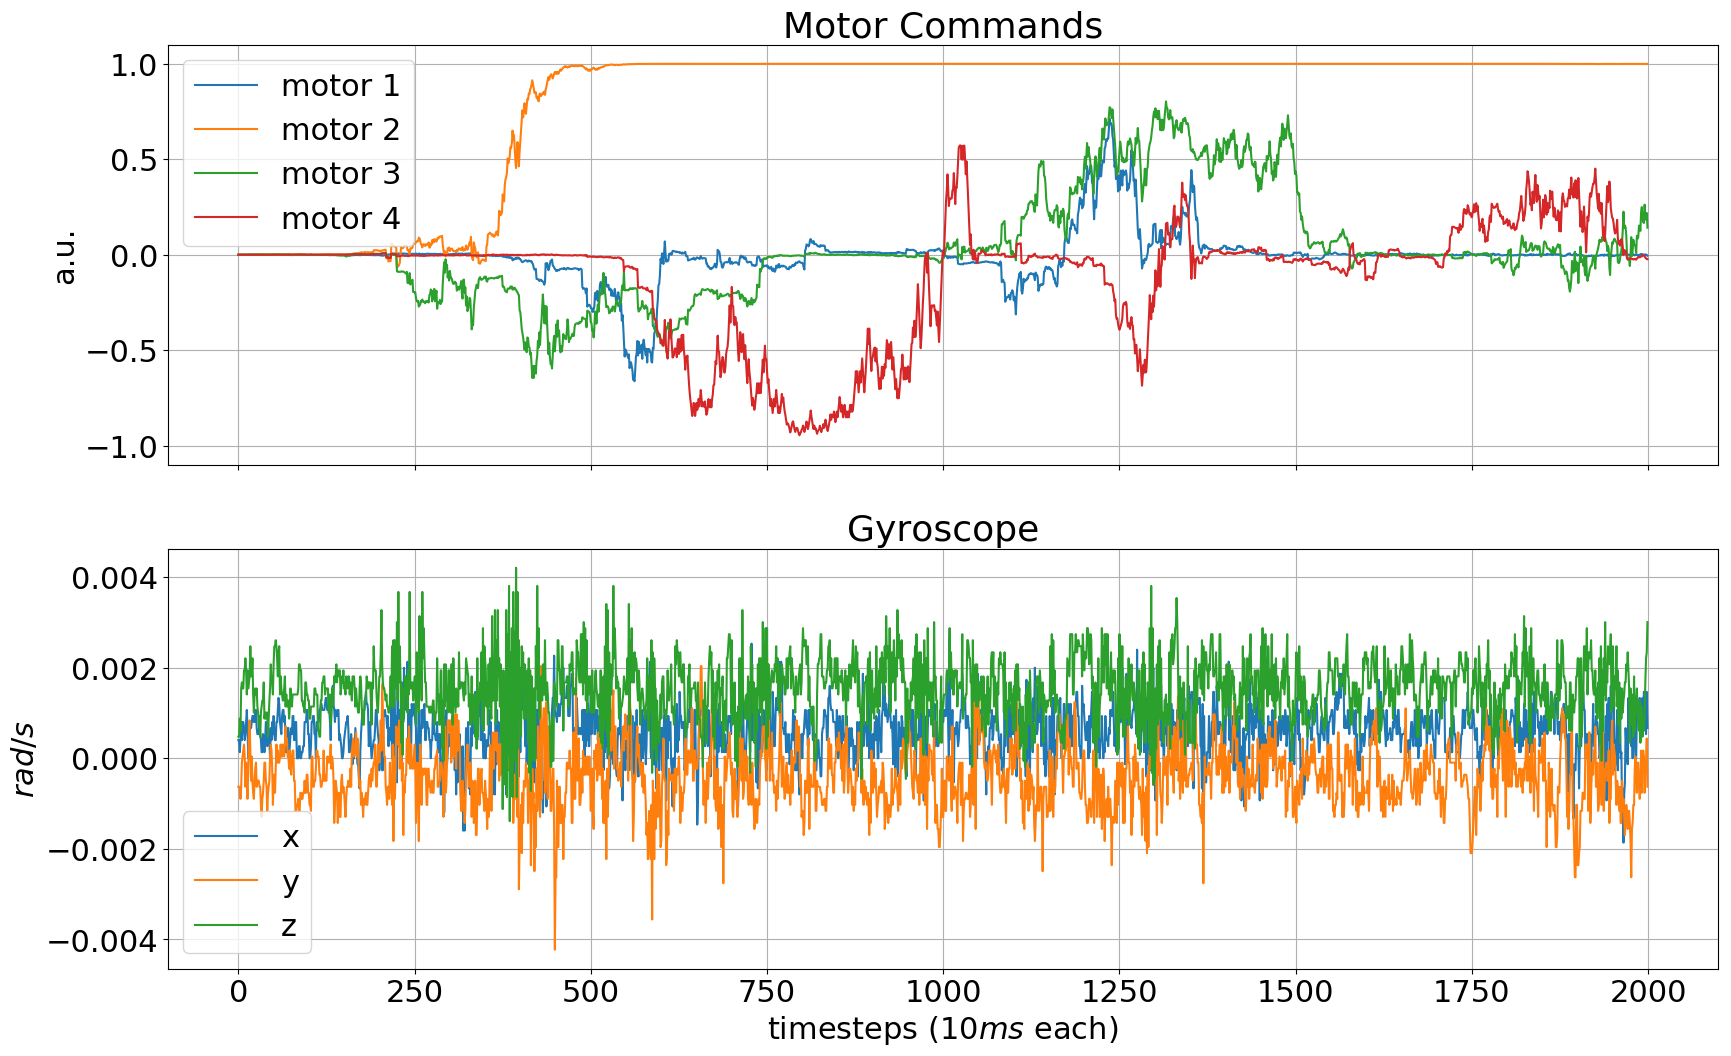 Motor Commands
1.0
0.5
0.0
−0.5
−1.0
a.u.
motor 1
motor 2
motor 3
motor 4
Gyroscope
0.004
0.002
0.000
−0.002
−0.004
rad/s
x
y
z
0 250 500 750 1000 1250 1500 1750 2000
timesteps (10ms each)